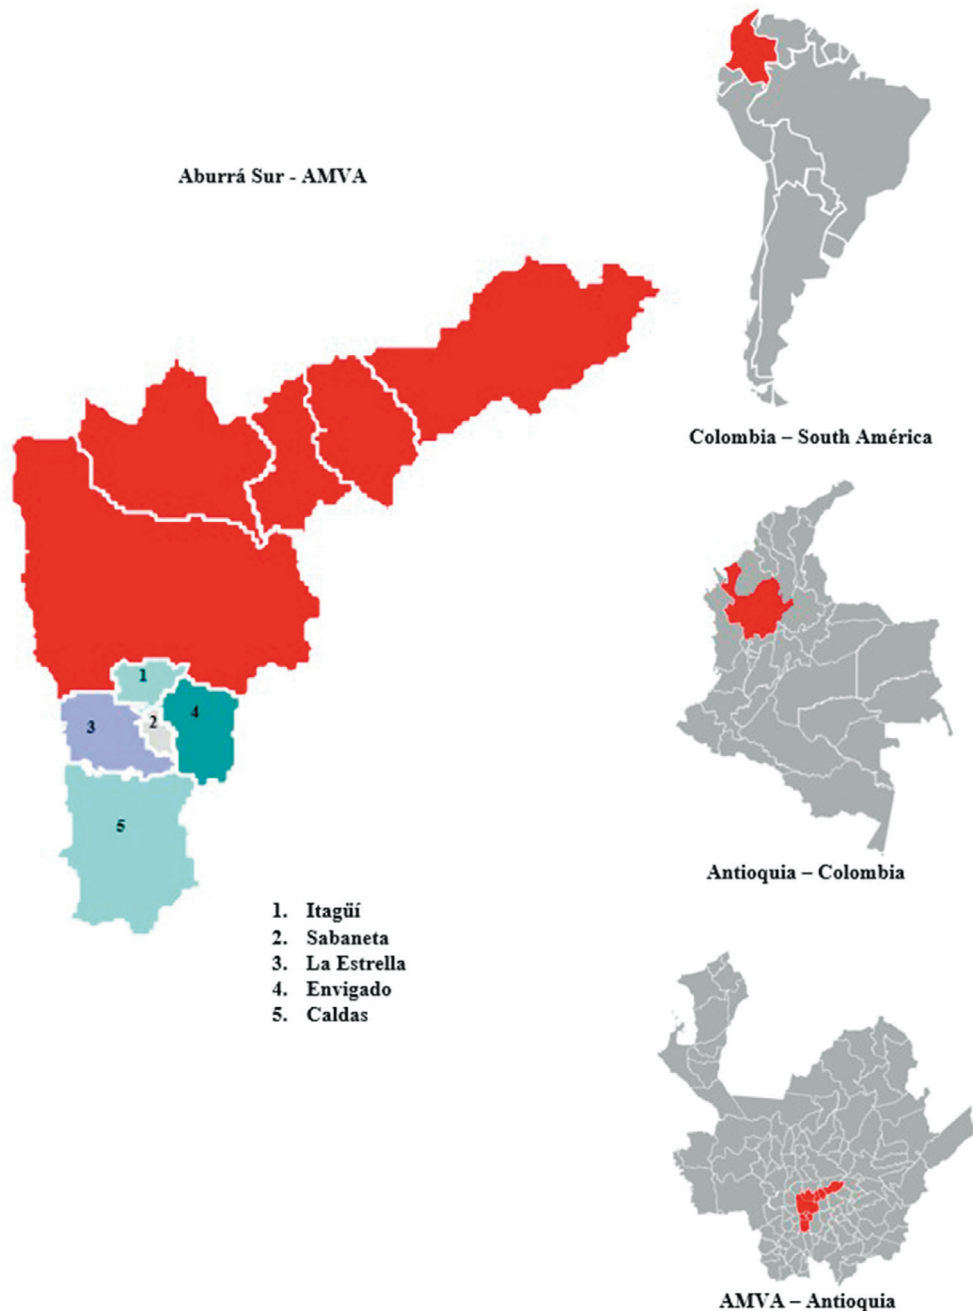 Aburrá Sur - AMVA
1
2
3
4
5
1. Itagüí
2. Sabaneta
3. La Estrella
4. Envigado
5. Caldas
Colombia – South América
Antioquia – Colombia
AMVA – Antioquia